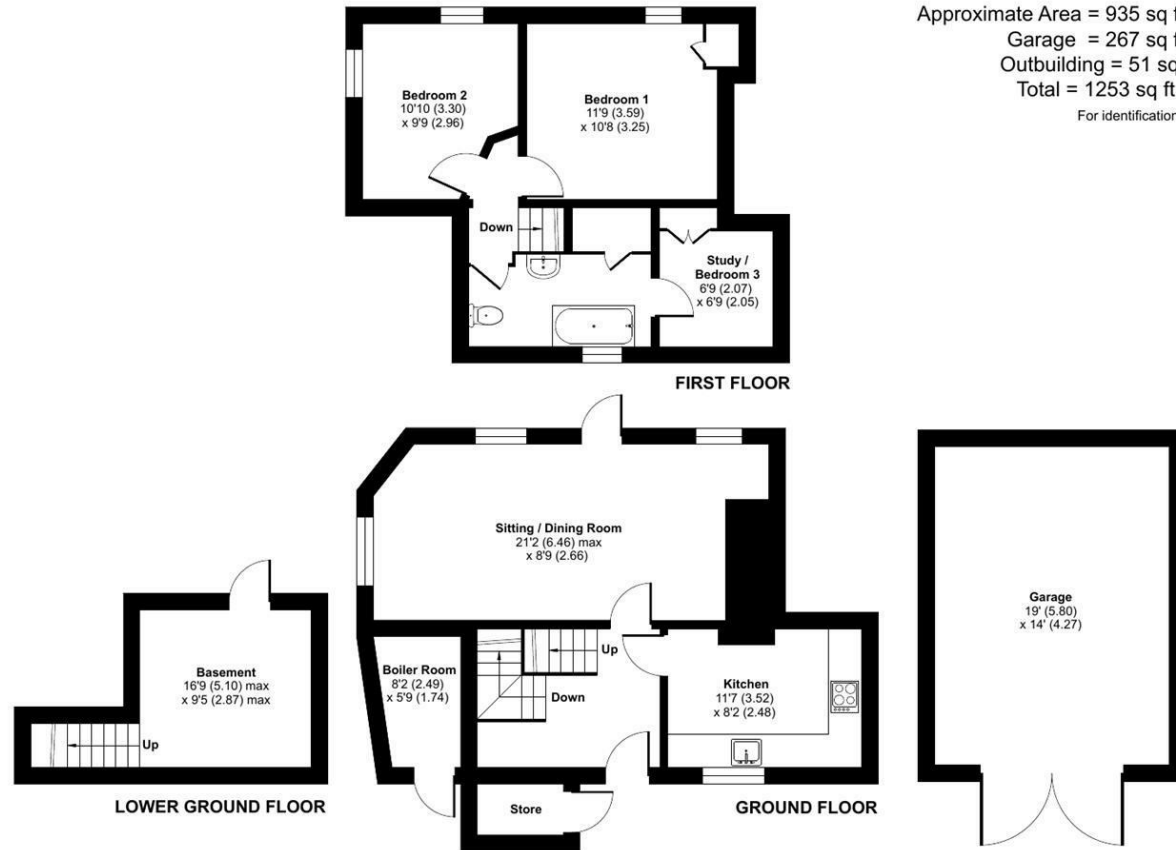 Approximate Area = 935 sq f
Garage = 267 sq f
Outbuilding = 51 sq
Total = 1253 sq ft
For identification
Bedroom 2
10'10 (3.30)
x 9'9 (2.96)
Bedroom 1
11'9 (3.59)
x 10'8 (3.25)
Down
Study /
Bedroom 3
6'9 (2.07)
x 6'9 (2.05)
FIRST FLOOR
Sitting / Dining Room
21'2 (6.46) max
x 8'9 (2.66)
Boiler Room
8'2 (2.49)
x 5'9 (1.74)
Up
Down
Kitchen
11'7 (3.52)
x 8'2 (2.48)
Store
GROUND FLOOR
Basement
16'9 (5.10) max
x 9'5 (2.87) max
Up
LOWER GROUND FLOOR
Garage
19' (5.80)
x 14' (4.27)